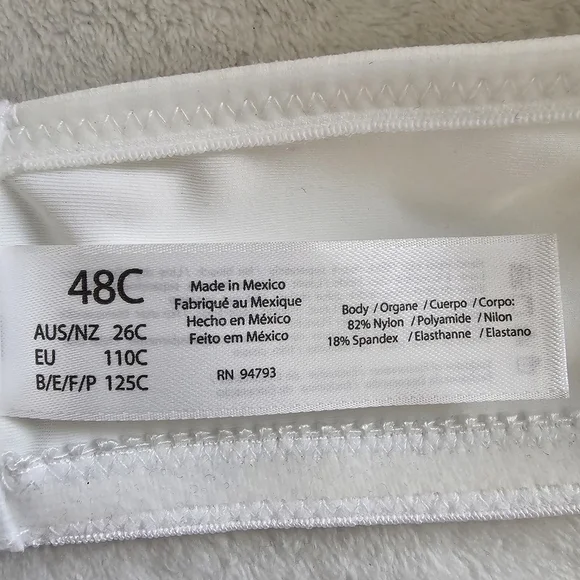 48C
AUS/NZ 26C
EU 110C
B/E/F/P 125C
Made in Mexico
Fabriqué au Mexique
Hecho en México
Feito em México
RN 94793
Body / Organe / Cuerpo / Corpo:
82% Nylon / Polyamide / Nilon
18% Spandex / Elasthanne / Elastano